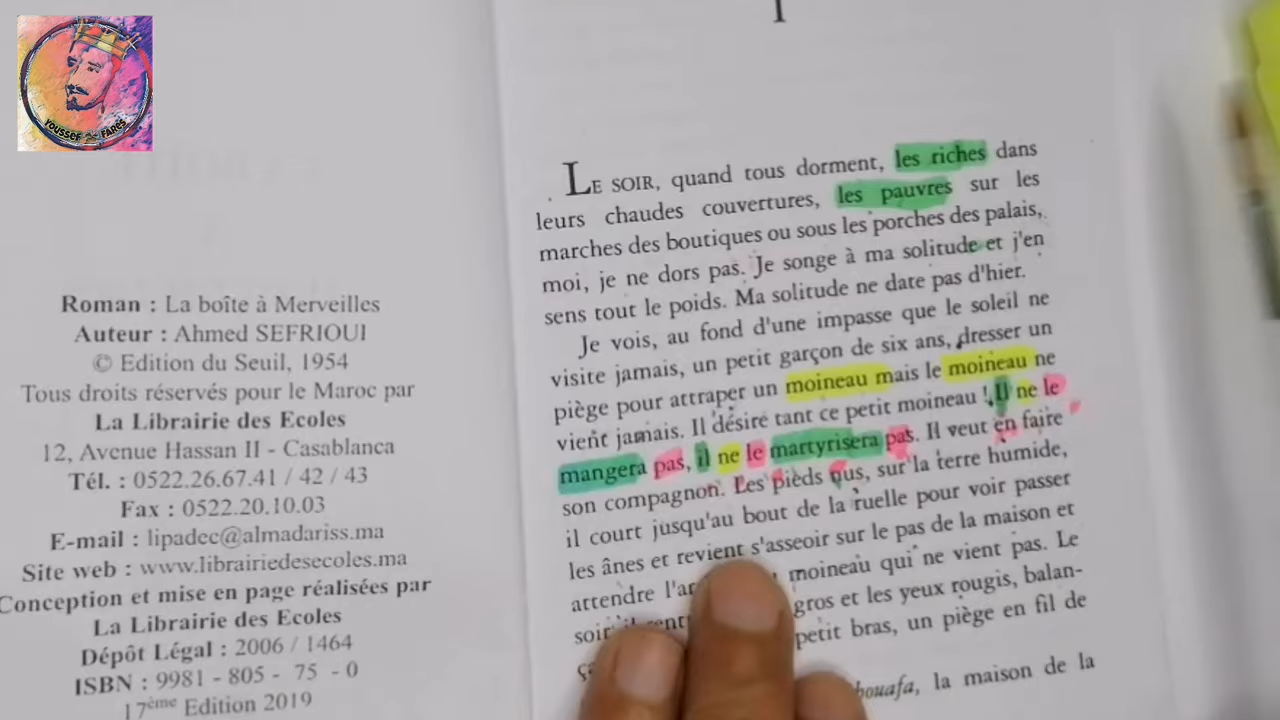 YOUSSEF FARES
Roman : La boîte à Merveilles
Auteur : Ahmed SEFRIOUI
© Edition du Seuil, 1954
Tous droits réservés pour le Maroc par
La Librairie des Ecoles
12, Avenue Hassan II - Casablanca
Tél. : 0522.26.67.41 / 42 / 43
Fax : 0522.20.10.03
E-mail : lipadec@almadariss.ma
Site web : www.librairiedesecoles.ma
Conception et mise en page réalisées par
La Librairie des Ecoles
Dépôt Légal : 2006 / 1464
ISBN : 9981 - 805 - 75 - 0
17ème Edition 2019
I
LE SOIR, quand tous dorment, les riches dans
leurs chaudes couvertures, les pauvres sur les
marches des boutiques ou sous les porches des palais,
moi, je ne dors pas. Je songe à ma solitude et j'en
sens tout le poids. Ma solitude ne date pas d'hier.
Je vois, au fond d'une impasse que le soleil ne
visite jamais, un petit garçon de six ans, dresser un
piège pour attraper un moineau mais le moineau ne
vient jamais. Il désire tant ce petit moineau ! Il ne le
mangera pas, il ne le martyrisera pas. Il veut en faire
son compagnon. Les pieds nus, sur la terre humide,
il court jusqu'au bout de la ruelle pour voir passer
les ânes et revient s'asseoir sur le pas de la maison et
attendre moineau qui ne vient pas. Le
gros et les yeux rougis, balan-
petit bras, un piège en fil de
la maison de la